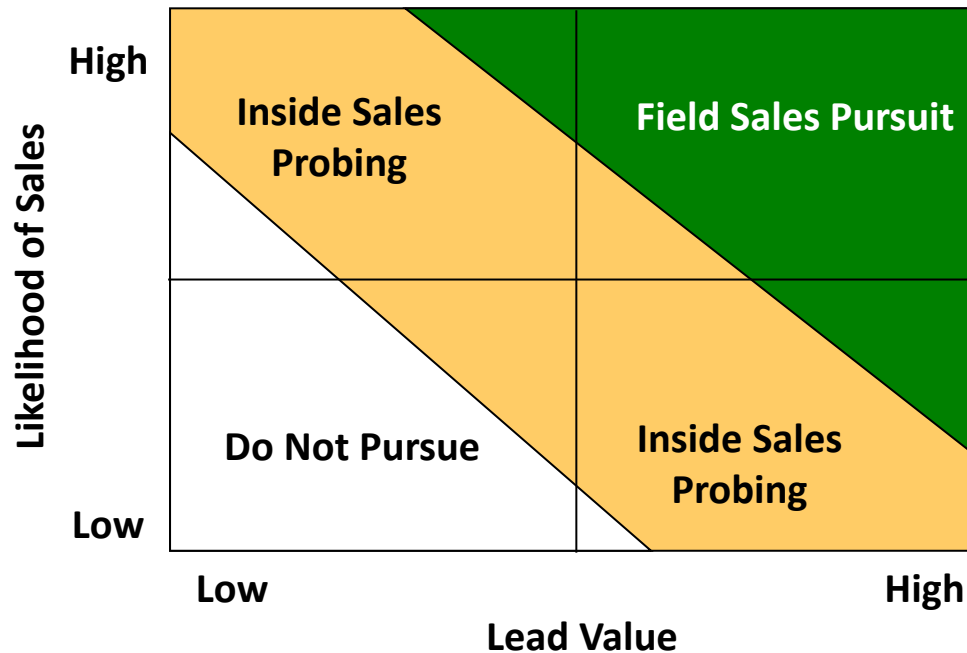 High
Inside Sales
Probing
Field Sales Pursuit
Likelihood of Sales
Do Not Pursue
Inside Sales
Probing
Low
Low
High
Lead Value